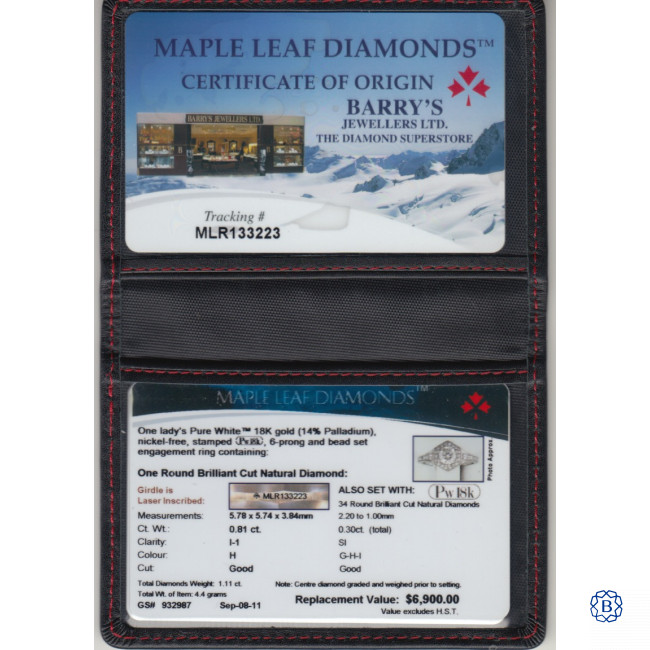 MAPLE LEAF DIAMONDS™
CERTIFICATE OF ORIGIN
BARRY'S JEWELLERS LTD.
BARRY'S
JEWELLERS LTD.
THE DIAMOND SUPERSTORE
Tracking #
MLR133223
MAPLE LEAF DIAMONDS™
One lady's Pure White™ 18K gold (14% Palladium),
nickel-free, stamped Pw18k, 6-prong and bead set
engagement ring containing:
Photo Approx.
One Round Brilliant Cut Natural Diamond:
Girdle is
Laser Inscribed:
MLR133223
ALSO SET WITH: Pw18k
34 Round Brilliant Cut Natural Diamonds
Measurements: 5.78 x 5.74 x 3.84mm 2.20 to 1.00mm
Ct. Wt.: 0.81 ct. 0.30ct. (total)
Clarity: I-1 SI
Colour: H G-H-I
Cut: Good Good
Total Diamonds Weight: 1.11 ct. Note: Centre diamond graded and weighed prior to setting.
Total Wt. of Item: 4.4 grams
GS# 932987 Sep-08-11 Replacement Value: $6,900.00
Value excludes H.S.T.
B